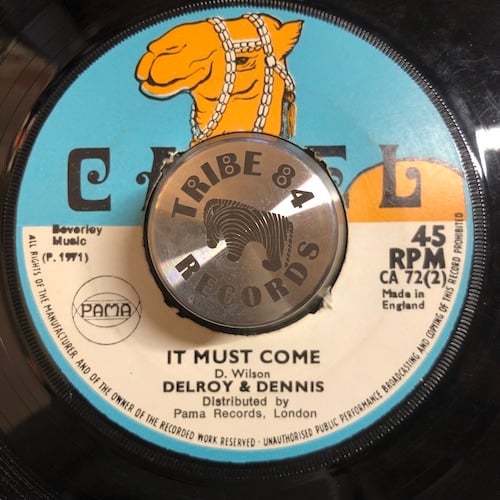 C L
TRIBE 84
RECORDS
Beverley
Music
(P. 1971)
45
RPM
CA 72(2)
Made in
England
PAMA
IT MUST COME
D. Wilson
DELROY & DENNIS
Distributed by
Pama Records, London
ALL RIGHTS OF THE MANUFACTURER AND OF THE OWNER OF THE RECORDED WORK RESERVED · UNAUTHORISED PUBLIC PERFORMANCE BROADCASTING AND COPYING OF THIS RECORD PROHIBITED